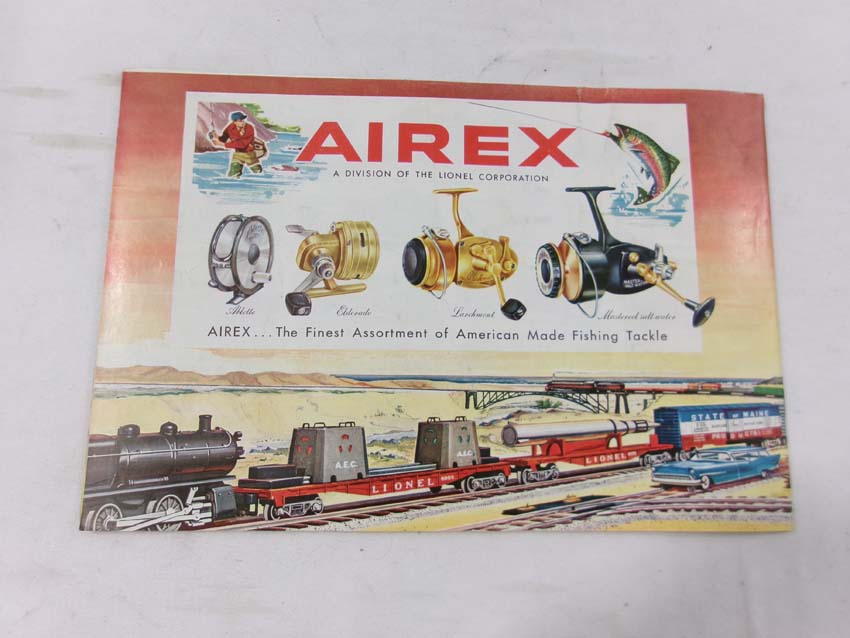 AIREX
A DIVISION OF THE LIONEL CORPORATION
Eldorado
Larchmont
Mastereel salt water
AIREX... The Finest Assortment of American Made Fishing Tackle
STATE OF MAINE
A.E.C.
A.E.C.
LIONEL
LIONEL